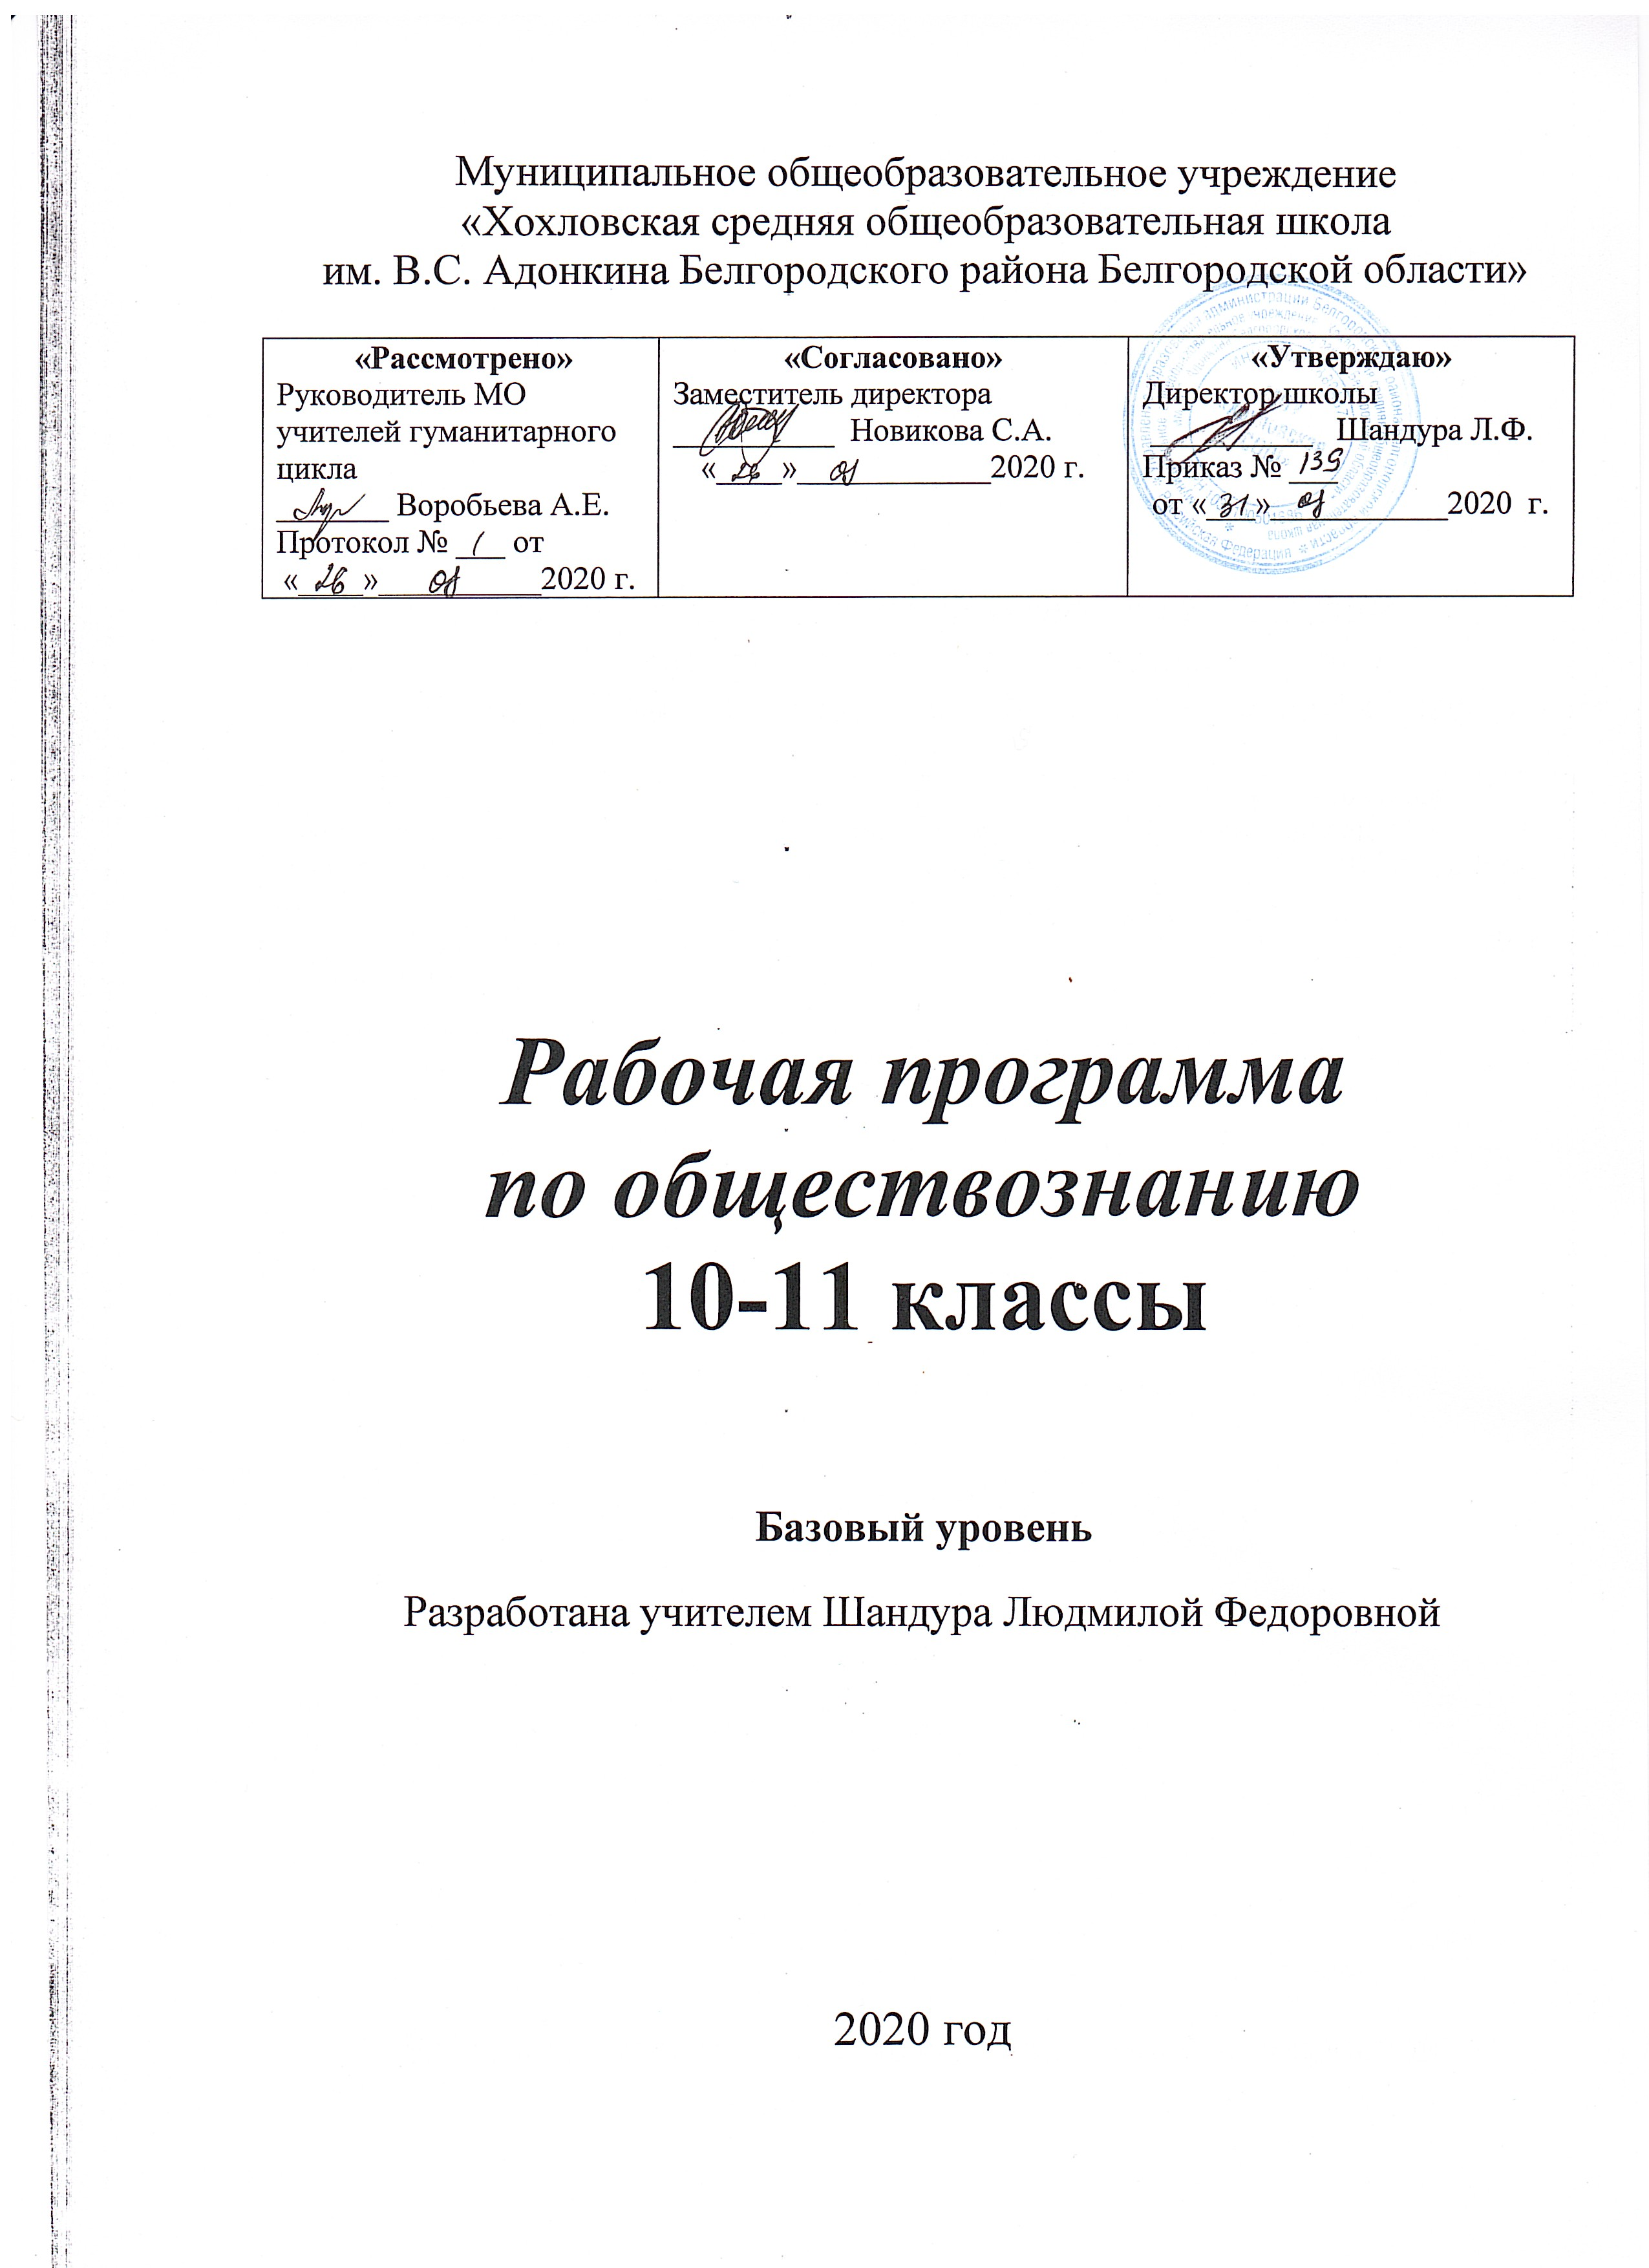 Муниципальное общеобразовательное учреждение
«Хохловская средняя общеобразовательная школа
им. В.С. Адонкина Белгородского района Белгородской области»
«Рассмотрено»
Руководитель МО
учителей гуманитарного
цикла
________ Воробьева А.Е.
Протокол № 1 от
«26» 08 2020 г.
«Согласовано»
Заместитель директора
__________ Новикова С.А.
«26» 08 2020 г.
«Утверждаю»
Директор школы
__________ Шандура Л.Ф.
Приказ № 139
от «31» 08 2020 г.
Рабочая программа
по обществознанию
10-11 классы
Базовый уровень
Разработана учителем Шандура Людмилой Федоровной
2020 год